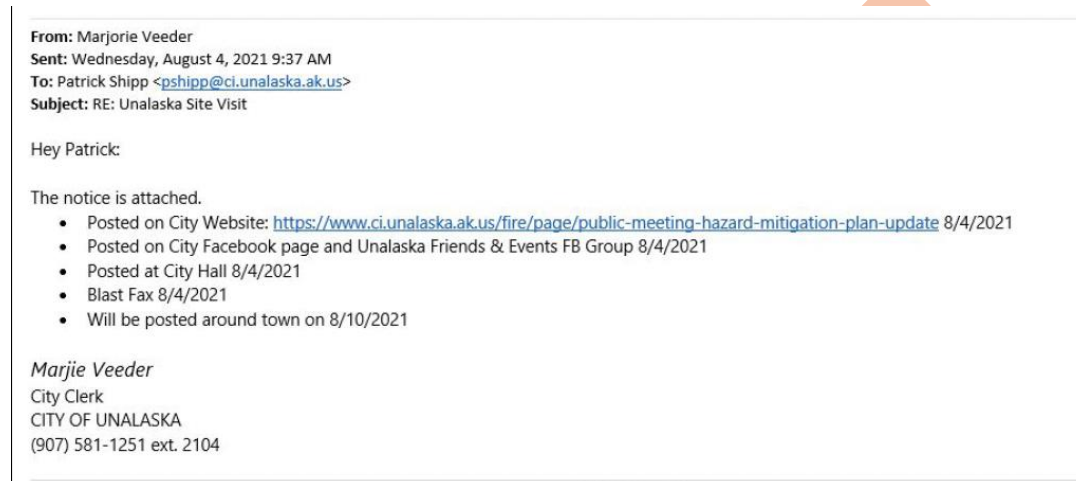 From: Marjorie Veeder
Sent: Wednesday, August 4, 2021 9:37 AM
To: Patrick Shipp <pshipp@ci.unalaska.ak.us>
Subject: RE: Unalaska Site Visit
Hey Patrick:
The notice is attached.
• Posted on City Website: https://www.ci.unalaska.ak.us/fire/page/public-meeting-hazard-mitigation-plan-update 8/4/2021
• Posted on City Facebook page and Unalaska Friends & Events FB Group 8/4/2021
• Posted at City Hall 8/4/2021
• Blast Fax 8/4/2021
• Will be posted around town on 8/10/2021
Marjie Veeder
City Clerk
CITY OF UNALASKA
(907) 581-1251 ext. 2104